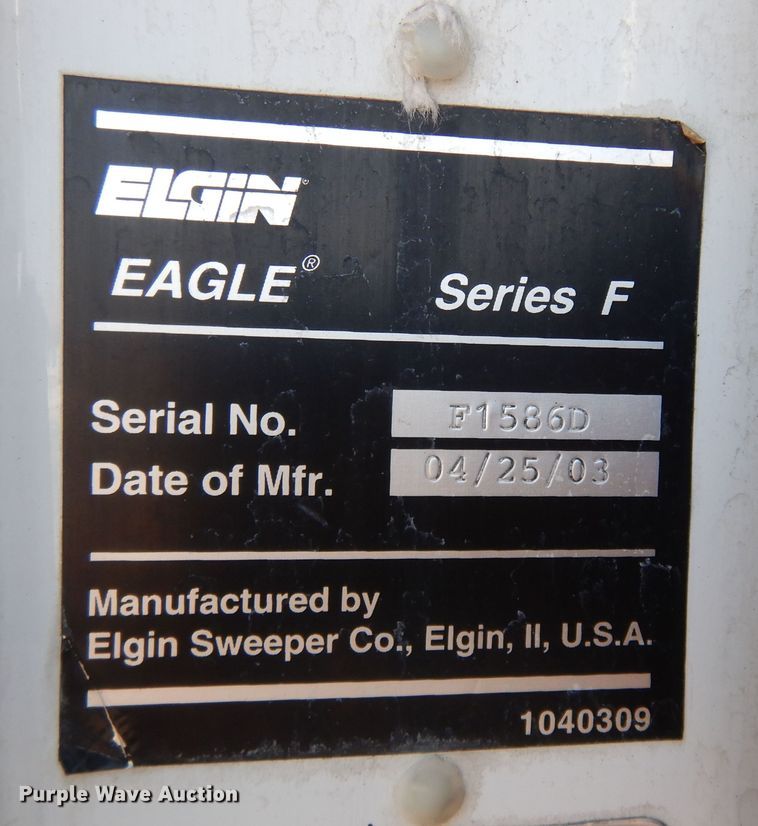 ELGIN®
EAGLE® Series F
Serial No. F1586D
Date of Mfr. 04/25/03
Manufactured by
Elgin Sweeper Co., Elgin, Il, U.S.A.
1040309
Purple Wave Auction